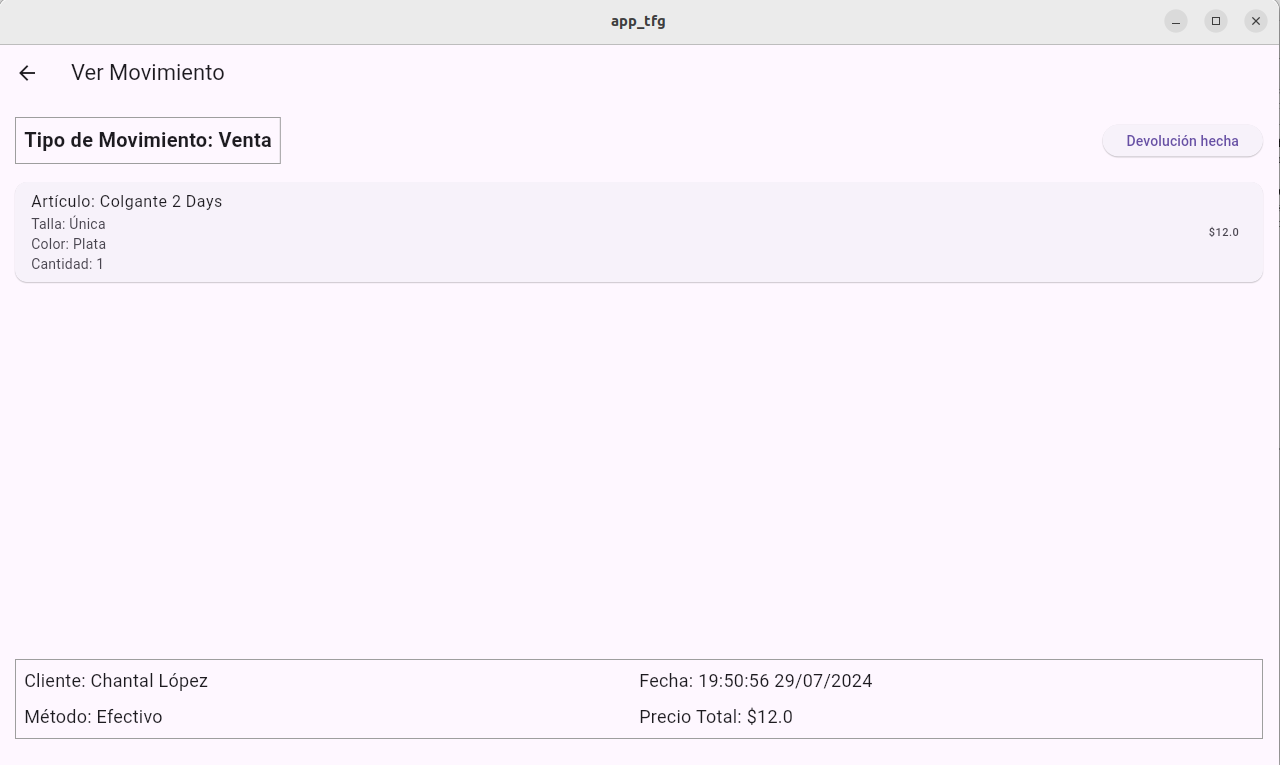 app_tfg
Ver Movimiento
Tipo de Movimiento: Venta
Devolución hecha
Artículo: Colgante 2 Days
Talla: Única
Color: Plata
Cantidad: 1
$12.0
Cliente: Chantal López
Fecha: 19:50:56 29/07/2024
Método: Efectivo
Precio Total: $12.0